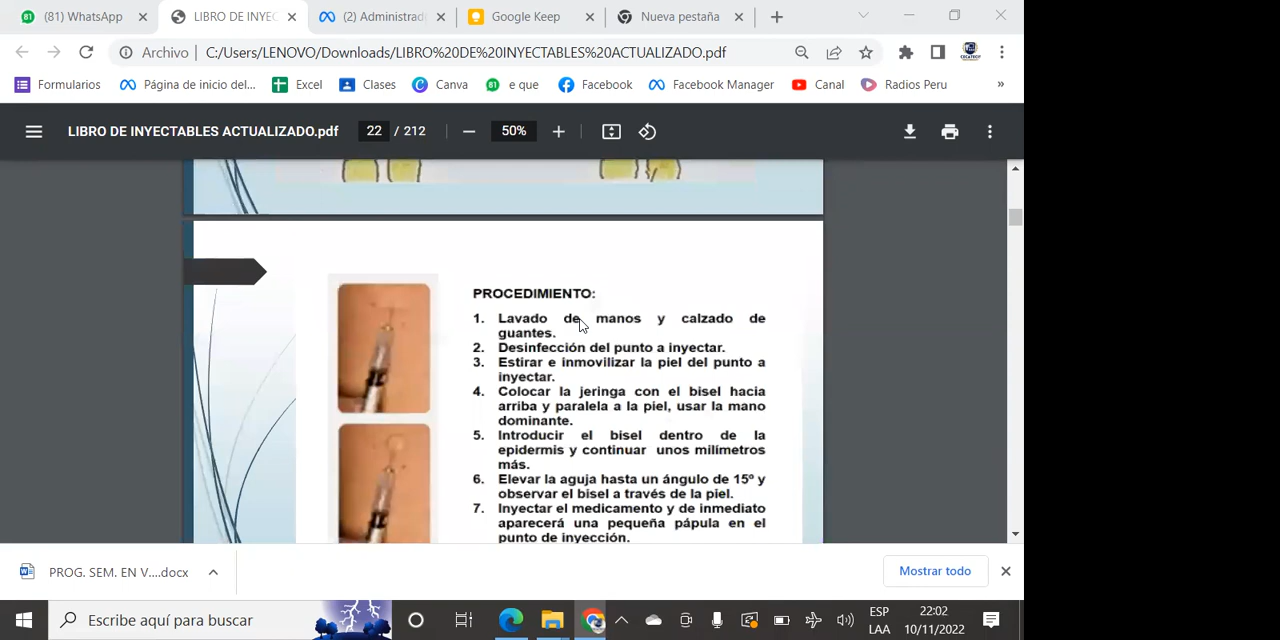 (81) WhatsApp
LIBRO DE INYEC
(2) Administrad
Google Keep
Nueva pestaña
Archivo
C:/Users/LENOVO/Downloads/LIBRO%20DE%20INYECTABLES%20ACTUALIZADO.pdf
Formularios
Página de inicio del...
Excel
Clases
Canva
81
e que
Facebook
Facebook Manager
Canal
Radios Peru
»
LIBRO DE INYECTABLES ACTUALIZADO.pdf
22 / 212
50%
PROCEDIMIENTO:
1. Lavado de manos y calzado de
guantes.
2. Desinfección del punto a inyectar.
3. Estirar e inmovilizar la piel del punto a
inyectar.
4. Colocar la jeringa con el bisel hacia
arriba y paralela a la piel, usar la mano
dominante.
5. Introducir el bisel dentro de la
epidermis y continuar unos milímetros
más.
6. Elevar la aguja hasta un ángulo de 15º y
observar el bisel a través de la piel.
7. Inyectar el medicamento y de inmediato
aparecerá una pequeña pápula en el
punto de inyección.
PROG. SEM. EN V....docx
Mostrar todo
Escribe aquí para buscar
ESP
LAA
22:02
10/11/2022